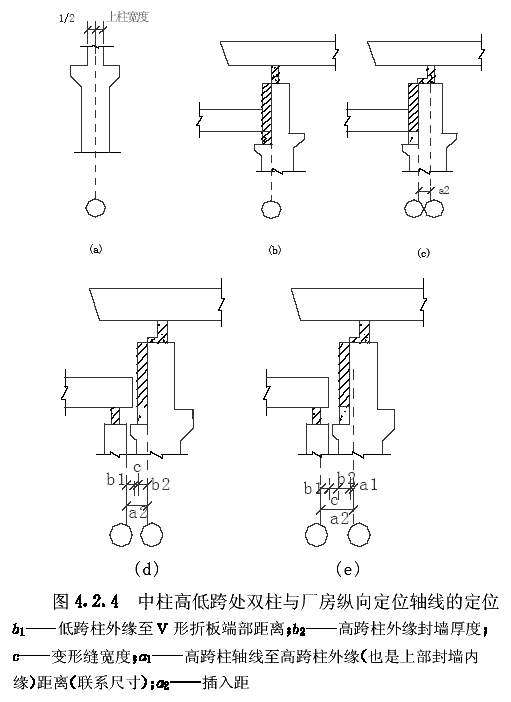 1/2 上柱宽度
(a)
(b)
a2
(c)
b1
c
b2
a2
(d)
b1
b2
a1
c
a2
(e)
图 4.2.4 中柱高低跨处双柱与厂房纵向定位轴线的定位
b1——低跨柱外缘至 V 形折板端部距离;b2——高跨柱外缘封墙厚度;
c——变形缝宽度;a1——高跨柱轴线至高跨柱外缘(也是上部封墙内
缘)距离(联系尺寸);a2——插入距